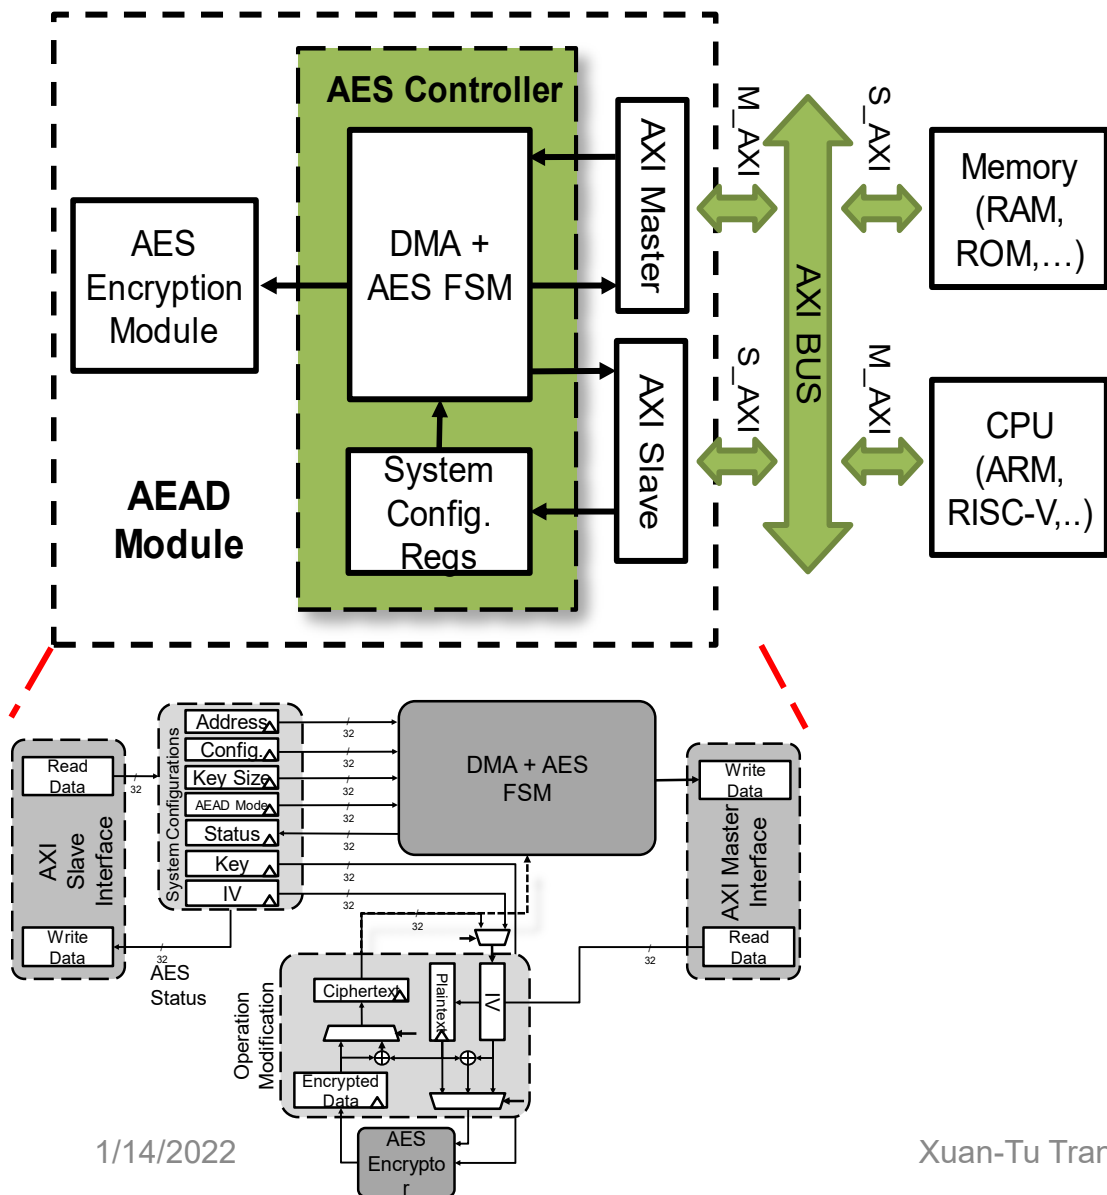 AES Controller
M_AXI
S_AXI
AXI Master
Memory
(RAM,
ROM,…)
DMA +
AES FSM
AES
Encryption
Module
AXI BUS
S_AXI
M_AXI
AXI Slave
CPU
(ARM,
RISC-V,..)
System
Config.
Regs
AEAD
Module
Address
32
Config.
32
Key Size
32
AEAD Mode
32
Status
32
Key
32
IV
32
System Configurations
Read
Data
32
AXI
Slave
Interface
Write
Data
32
AES
Status
DMA + AES
FSM
Write
Data
AXI Master
Interface
Read
Data
32
32
Ciphertext
Plaintext
IV
Operation
Modification
Encrypted
Data
AES
Encrypto
r
1/14/2022
Xuan-Tu Tran